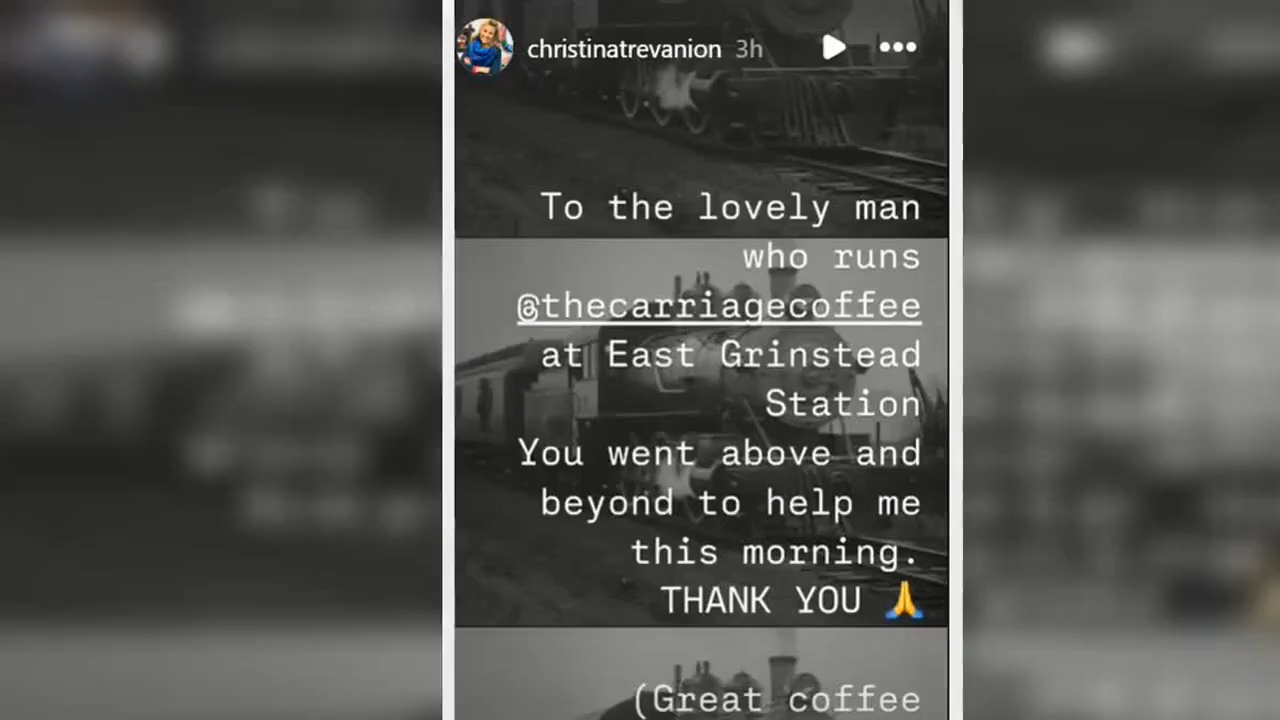 christinatrevanion 3h
To the lovely man
who runs
@thecarriagecoffee
at East Grinstead
Station
You went above and
beyond to help me
this morning.
THANK YOU 🙏
(Great coffee